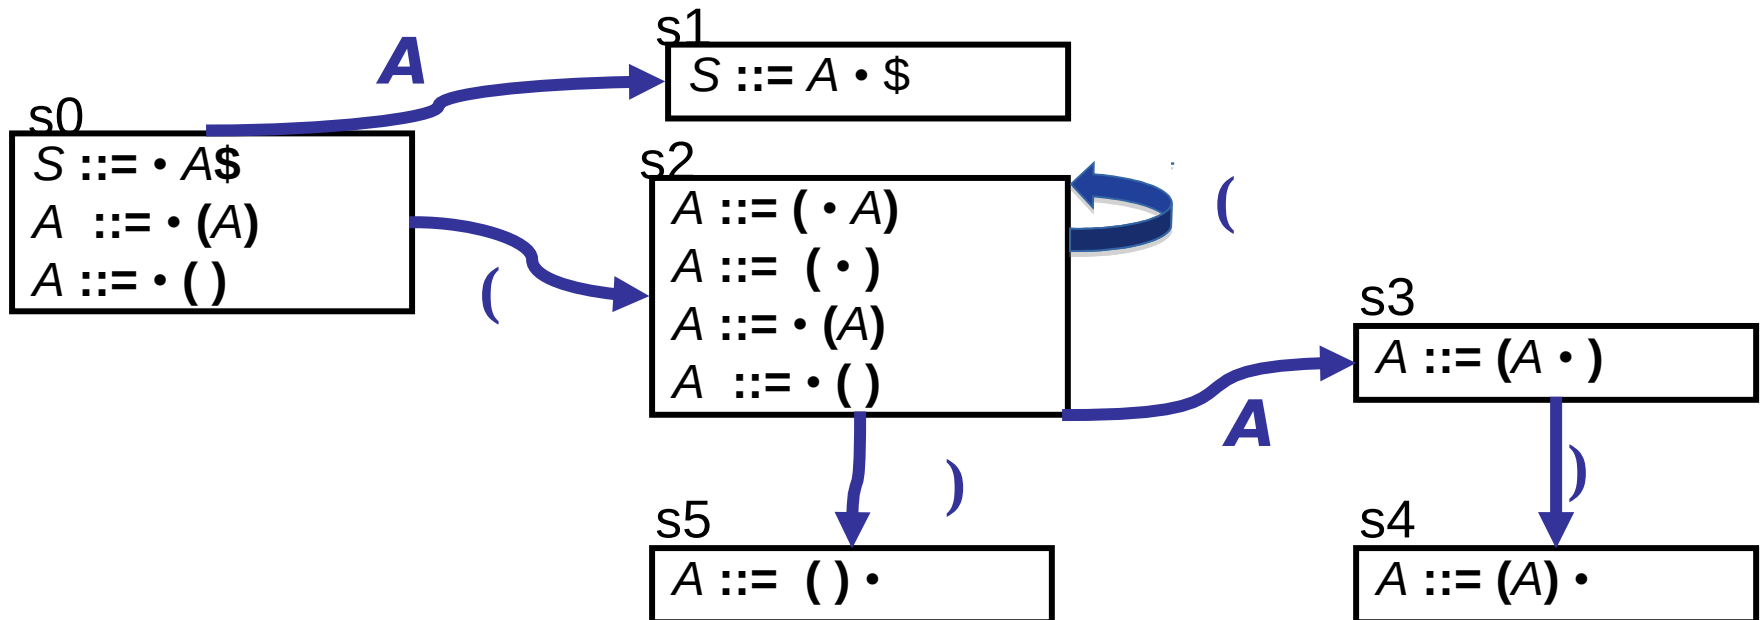 s1
A
S ::= A • $
s0
S ::= • A$
A ::= • (A)
A ::= • ( )
(
s2
A ::= ( • A)
A ::= ( • )
A ::= • (A)
A ::= • ( )
(
s3
A ::= (A • )
A
)
)
s5
A ::= ( ) •
s4
A ::= (A) •